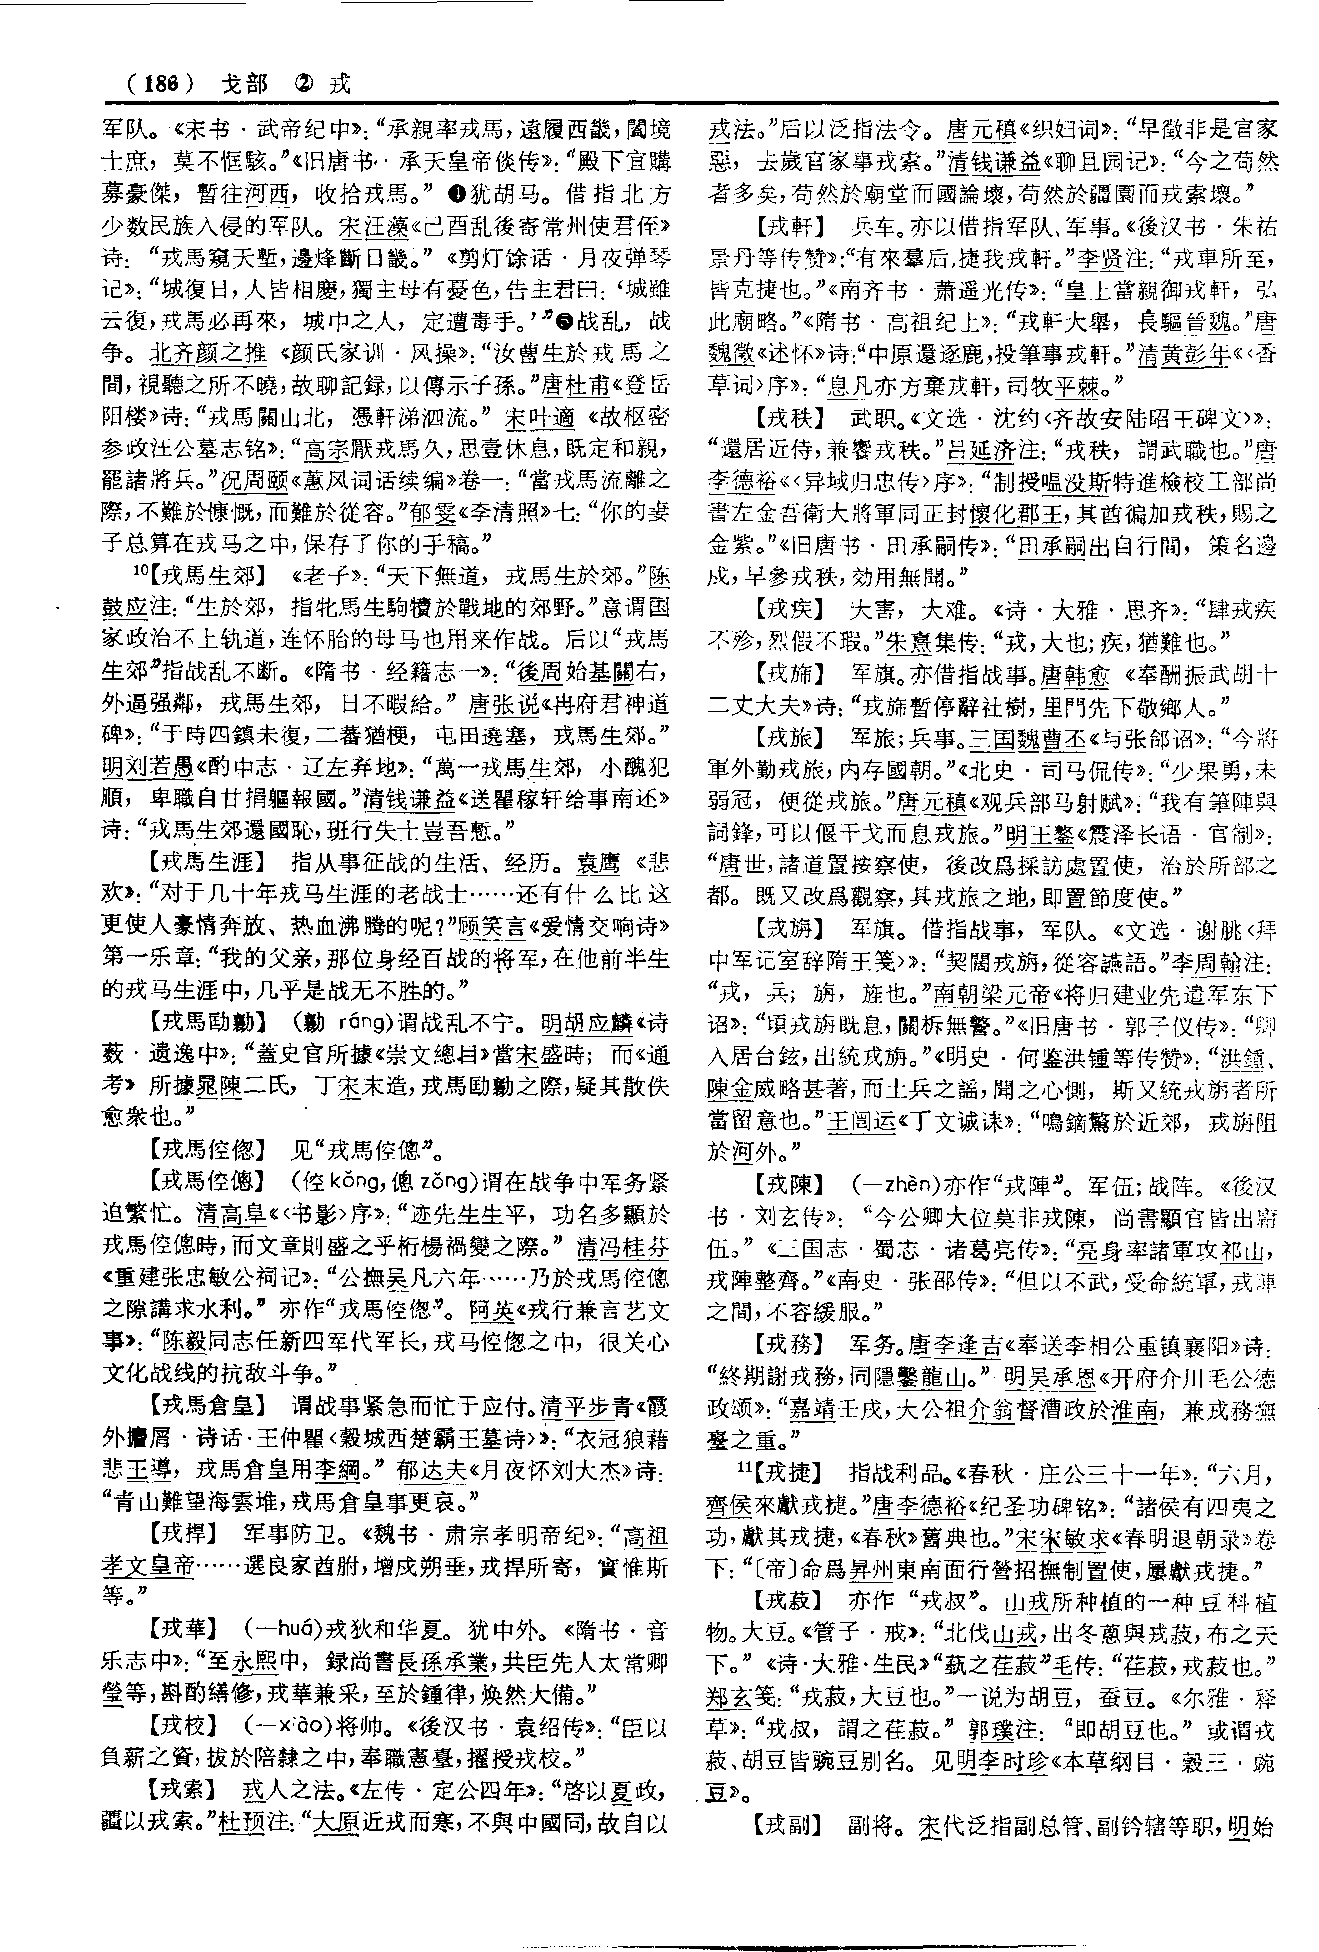 （186） 戈部 ② 戎
军队。《宋书·武帝纪中》：“承親率戎馬，遠履西畿，闔境
士庶，莫不恇駭。”《旧唐书·承天皇帝倓传》：“殿下宜購
募豪傑，暫往河西，收拾戎馬。” ❹犹胡马。借指北方
少数民族入侵的军队。宋汪藻《己酉乱後寄常州使君侄》
诗：“戎馬窺天塹，邊烽斷日畿。”《剪灯馀话·月夜弹琴
记》：“城復日，人皆相慶，獨主母有憂色，告主君曰：‘城雖
云復，戎馬必再來，城中之人，定遭毒手。’”❺战乱，战
争。北齐颜之推《颜氏家训·风操》：“汝曹生於戎馬之
間，視聽之所不曉，故聊記録，以傳示子孫。”唐杜甫《登岳
阳楼》诗：“戎馬關山北，憑軒涕泗流。”宋叶適《故枢密
参政汪公墓志铭》：“高宗厭戎馬久，思壹休息，既定和親，
罷諸將兵。”况周颐《蕙风词话续编》卷一：“當戎馬流離之
際，不難於慷慨，而難於從容。”郁雯《李清照》七：“你的妻
子总算在戎马之中，保存了你的手稿。”
10【戎馬生郊】 《老子》：“天下無道，戎馬生於郊。”陈
鼓应注：“生於郊，指牝馬生駒犢於戰地的郊野。”意谓国
家政治不上轨道，连怀胎的母马也用来作战。后以“戎馬
生郊”指战乱不断。《隋书·经籍志一》：“後周始基關右，
外逼强鄰，戎馬生郊，日不暇給。”唐张说《冉府君神道
碑》：“于時四鎮未復，二蕃猶梗，屯田遶塞，戎馬生郊。”
明刘若愚《酌中志·辽左弃地》：“萬一戎馬生郊，小醜犯
順，卑職自廿捐軀報國。”清钱谦益《送瞿稼轩给事南还》
诗：“戎馬生郊還國恥，班行失士豈吾慙。”
【戎馬生涯】 指从事征战的生活、经历。袁鹰《悲
欢》：“对于几十年戎马生涯的老战士……还有什么比这
更使人豪情奔放、热血沸腾的呢？”顾笑言《爱情交响诗》
第一乐章：“我的父亲，那位身经百战的将军，在他前半生
的戎马生涯中，几乎是战无不胜的。”
【戎馬劻勷】 （勷 ráng）谓战乱不宁。明胡应麟《诗
薮·遗逸中》：“蓋史官所據《崇文總目》當宋盛時；而《通
考》所據晁陳二氏，丁宋末造，戎馬劻勷之際，疑其散佚
愈衆也。”
【戎馬倥偬】 见“戎馬倥傯”。
【戎馬倥傯】 （倥kǒng，傯zǒng）谓在战争中军务紧
迫繁忙。清高阜《〈书影〉序》：“迹先生生平，功名多顯於
戎馬倥傯時，而文章則盛之乎桁楊禍變之際。”清冯桂芬
《重建张忠敏公祠记》：“公撫吴凡六年……乃於戎馬倥傯
之隙講求水利。”亦作“戎馬倥偬”。阿英《戎行兼言艺文
事》：“陈毅同志任新四军代军长，戎马倥偬之中，很关心
文化战线的抗敌斗争。”
【戎馬倉皇】 谓战事紧急而忙于应付。清平步青《霞
外攟屑·诗话·王仲瞿〈穀城西楚霸王墓诗〉》：“衣冠狼藉
悲王導，戎馬倉皇用李綱。”郁达夫《月夜怀刘大杰》诗：
“青山難望海雲堆，戎馬倉皇事更哀。”
【戎捍】 军事防卫。《魏书·肃宗孝明帝纪》：“高祖
孝文皇帝……選良家酋胕，增戍朔垂，戎捍所寄，實惟斯
等。”
【戎華】 （—huá）戎狄和华夏。犹中外。《隋书·音
乐志中》：“至永熙中，録尚書長孫承業，共臣先人太常卿
瑩等，斟酌缮修，戎華兼采，至於鍾律，焕然大備。”
【戎校】 （—xiào）将帅。《後汉书·袁绍传》：“臣以
負薪之資，拔於陪隸之中，奉職憲臺，擢授戎校。”
【戎索】 戎人之法。《左传·定公四年》：“啓以夏政，
疆以戎索。”杜预注：“大原近戎而寒，不與中國同，故自以
戎法。”后以泛指法令。唐元稹《织妇词》：“早徵非是官家
惡，去歲官家事戎索。”清钱谦益《聊且园记》：“今之苟然
者多矣，苟然於廟堂而國論壞，苟然於疆圉而戎索壞。”
【戎軒】 兵车。亦以借指军队、军事。《後汉书·朱祐
景丹等传赞》：“有來羣后，捷我戎軒。”李贤注：“戎車所至，
皆克捷也。”《南齐书·萧遥光传》：“皇上當親御戎軒，弘
此廟略。”《隋书·高祖纪上》：“戎軒大舉，長驅晉魏。”唐
魏徵《述怀》诗：“中原還逐鹿，投筆事戎軒。”清黄彭年《〈香
草词〉序》：“息凡亦方棄戎軒，司牧平棘。”
【戎秩】 武职。《文选·沈约〈齐故安陆昭王碑文〉》：
“還居近侍，兼饗戎秩。”吕延济注：“戎秩，謂武職也。”唐
李德裕《〈异域归忠传〉序》：“制授嗢没斯特進檢校工部尚
書左金吾衛大將軍同正封懷化郡王，其酋徧加戎秩，賜之
金紫。”《旧唐书·田承嗣传》：“田承嗣出自行間，策名邊
戍，早參戎秩，効用無聞。”
【戎疾】 大害，大难。《诗·大雅·思齐》：“肆戎疾
不殄，烈假不瑕。”朱熹集传：“戎，大也；疾，猶難也。”
【戎斾】 军旗。亦借指战事。唐韩愈《奉酬振武胡十
二丈大夫》诗：“戎斾暫停辭社樹，里門先下敬鄉人。”
【戎旅】 军旅；兵事。三国魏曹丕《与张郃诏》：“今將
軍外勤戎旅，内存國朝。”《北史·司马侃传》：“少果勇，未
弱冠，便從戎旅。”唐元稹《观兵部马射赋》：“我有筆陣與
詞鋒，可以偃干戈而息戎旅。”明王鏊《震泽长语·官制》：
“唐世，諸道置按察使，後改爲採訪處置使，治於所部之
都。既又改爲觀察，其戎旅之地，即置節度使。”
【戎旃】 军旗。借指战事，军队。《文选·谢朓〈拜
中军记室辞隋王笺〉》：“契闊戎旃，從容讌語。”李周翰注：
“戎，兵；旃，旌也。”南朝梁元帝《将归建业先遣军东下
诏》：“頃戎旃既息，關柝無警。”《旧唐书·郭子仪传》：“卿
入居台鉉，出統戎旃。”《明史·何鉴洪锺等传赞》：“洪鍾、
陳金威略甚著，而土兵之謡，聞之心惻，斯又統戎旃者所
當留意也。”王闿运《丁文诚诔》：“鳴鏑驚於近郊，戎旃阻
於河外。”
【戎陳】 （—zhèn）亦作“戎陣”。军伍；战阵。《後汉
书·刘玄传》：“今公卿大位莫非戎陳，尚書顯官皆出庸
伍。”《三国志·蜀志·诸葛亮传》：“亮身率諸軍攻祁山，
戎陣整齊。”《南史·张邵传》：“但以不武，受命統軍，戎陣
之間，不容緩服。”
【戎務】 军务。唐李逢吉《奉送李相公重镇襄阳》诗：
“終期謝戎務，同隱鑿龍山。”明吴承恩《开府介川毛公德
政颂》：“嘉靖壬戌，大公祖介翁督漕政於淮南，兼戎務撫
臺之重。”
11【戎捷】 指战利品。《春秋·庄公三十一年》：“六月，
齊侯來獻戎捷。”唐李德裕《纪圣功碑铭》：“諸侯有四夷之
功，獻其戎捷，《春秋》舊典也。”宋宋敏求《春明退朝录》卷
下：“〔帝〕命爲昇州東南面行營招撫制置使，屢獻戎捷。”
【戎菽】 亦作“戎叔”。山戎所种植的一种豆科植
物。大豆。《管子·戒》：“北伐山戎，出冬蔥與戎菽，布之天
下。”《诗·大雅·生民》“蓺之荏菽”毛传：“荏菽，戎菽也。”
郑玄笺：“戎菽，大豆也。”一说为胡豆，蚕豆。《尔雅·释
草》：“戎叔，謂之荏菽。”郭璞注：“即胡豆也。”或谓戎
菽、胡豆皆豌豆别名。见明李时珍《本草纲目·穀三·豌
豆》。
【戎副】 副将。宋代泛指副总管、副钤辖等职，明始